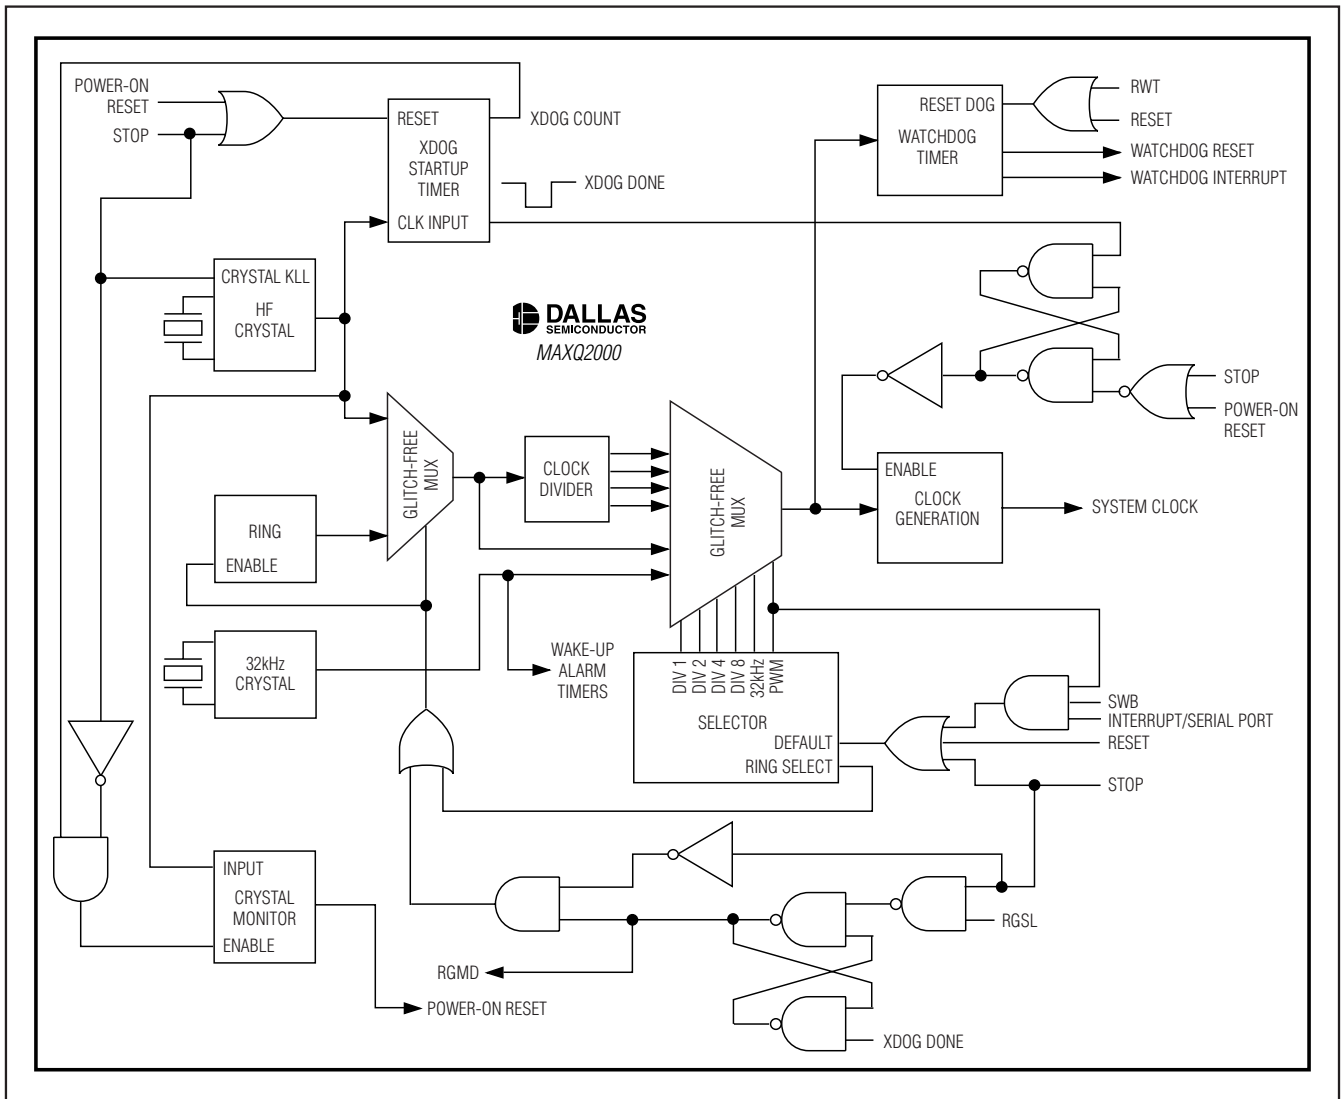 POWER-ON
RESET
STOP
RESET
XDOG
STARTUP
TIMER
CLK INPUT
XDOG COUNT
XDOG DONE
RESET DOG
WATCHDOG
TIMER
RWT
RESET
WATCHDOG RESET
WATCHDOG INTERRUPT
CRYSTAL KLL
HF
CRYSTAL
DALLAS
SEMICONDUCTOR
MAXQ2000
STOP
POWER-ON
RESET
GLITCH-FREE
MUX
CLOCK
DIVIDER
GLITCH-FREE
MUX
ENABLE
CLOCK
GENERATION
SYSTEM CLOCK
RING
ENABLE
32kHz
CRYSTAL
WAKE-UP
ALARM
TIMERS
DIV 1
DIV 2
DIV 4
DIV 8
32kHz
PWM
SELECTOR
DEFAULT
RING SELECT
SWB
INTERRUPT/SERIAL PORT
RESET
STOP
INPUT
CRYSTAL
MONITOR
ENABLE
RGSL
RGMD
POWER-ON RESET
XDOG DONE